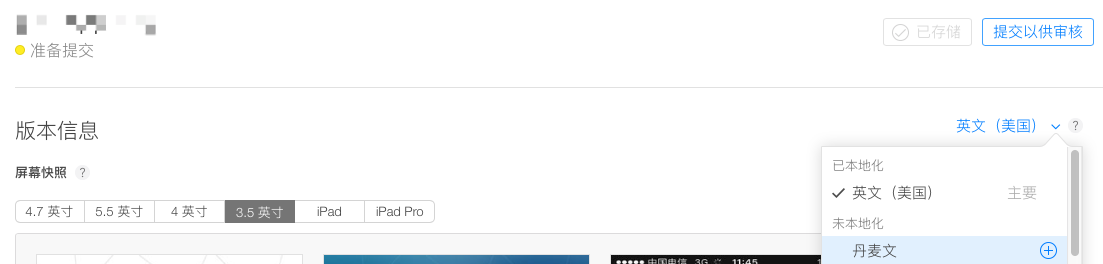 准备提交
已存储
提交以供审核
版本信息
英文（美国）
?
屏幕快照 ?
已本地化
英文（美国） 主要
未本地化
丹麦文
4.7 英寸 5.5 英寸 4 英寸 3.5 英寸 iPad iPad Pro
中国电信 3G 11:45